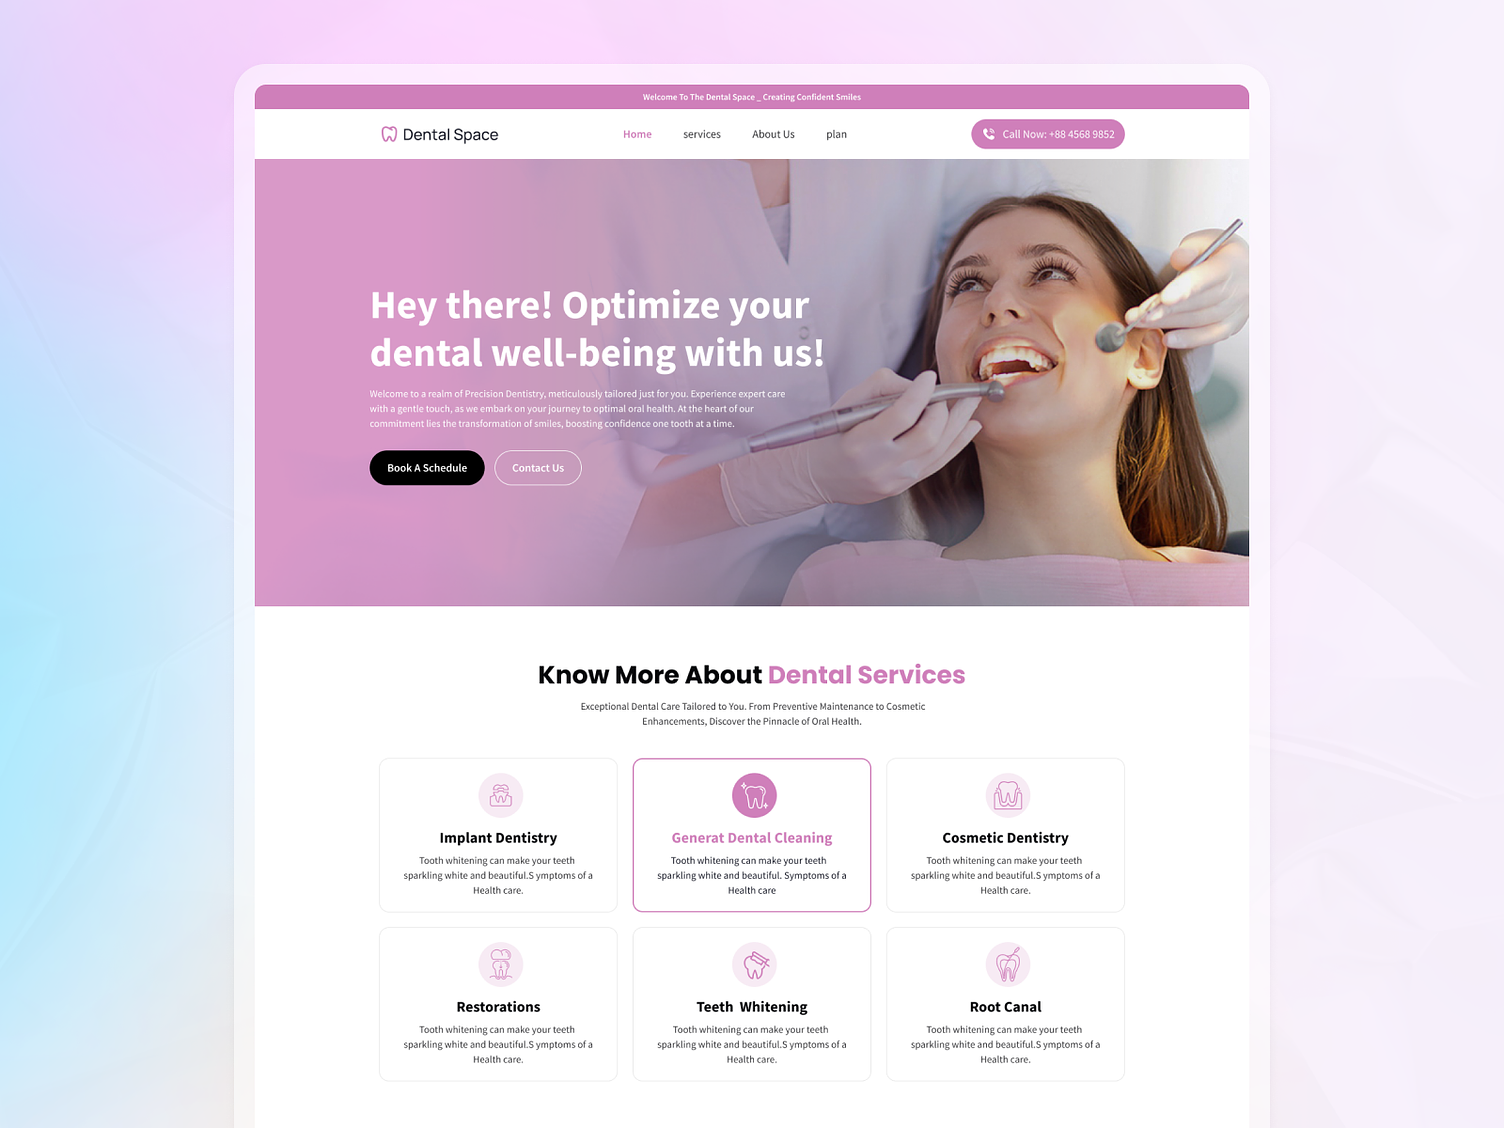 Welcome To The Dental Space _ Creating Confident Smiles
Dental Space
Home
services
About Us
plan
Call Now: +88 4568 9852
Hey there! Optimize your
dental well-being with us!
Welcome to a realm of Precision Dentistry, meticulously tailored just for you. Experience expert care
with a gentle touch, as we embark on your journey to optimal oral health. At the heart of our
commitment lies the transformation of smiles, boosting confidence one tooth at a time.
Book A Schedule
Contact Us
Know More About Dental Services
Exceptional Dental Care Tailored to You. From Preventive Maintenance to Cosmetic
Enhancements, Discover the Pinnacle of Oral Health.
Implant Dentistry
Tooth whitening can make your teeth
sparkling white and beautiful.S ymptoms of a
Health care.
Generat Dental Cleaning
Tooth whitening can make your teeth
sparkling white and beautiful. Symptoms of a
Health care
Cosmetic Dentistry
Tooth whitening can make your teeth
sparkling white and beautiful.S ymptoms of a
Health care.
Restorations
Tooth whitening can make your teeth
sparkling white and beautiful.S ymptoms of a
Health care.
Teeth  Whitening
Tooth whitening can make your teeth
sparkling white and beautiful.S ymptoms of a
Health care.
Root Canal
Tooth whitening can make your teeth
sparkling white and beautiful.S ymptoms of a
Health care.